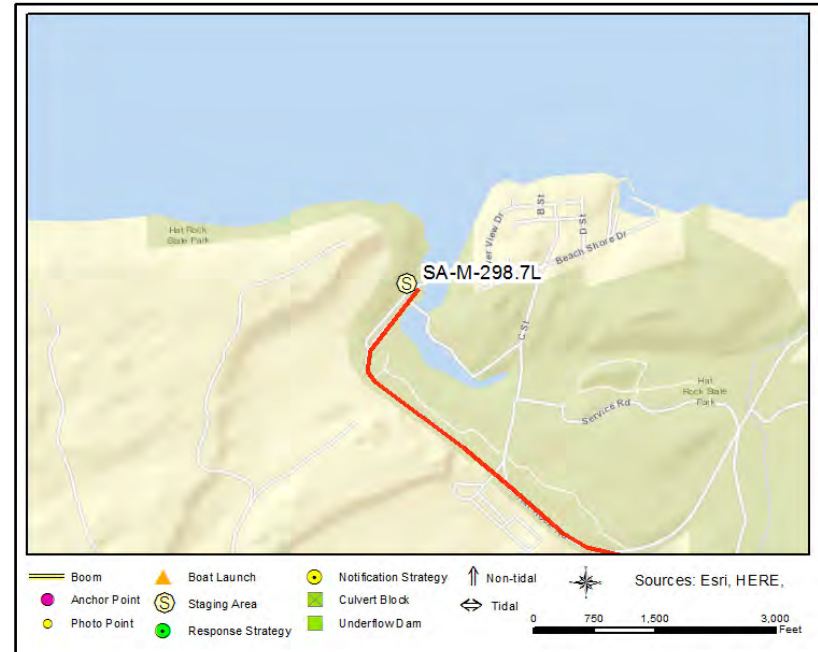 Hat Rock
State Park
River View Dr
B St
D St
Beach Shore Dr
S
SA-M-298.7L
C St
Hat
Rock State
Park
Service Rd
Boom
Boat Launch
Notification Strategy
Non-tidal
Sources: Esri, HERE,
Anchor Point
S
Staging Area
Culvert Block
Tidal
Photo Point
Response Strategy
Underflow Dam
0 750 1,500 3,000
Feet